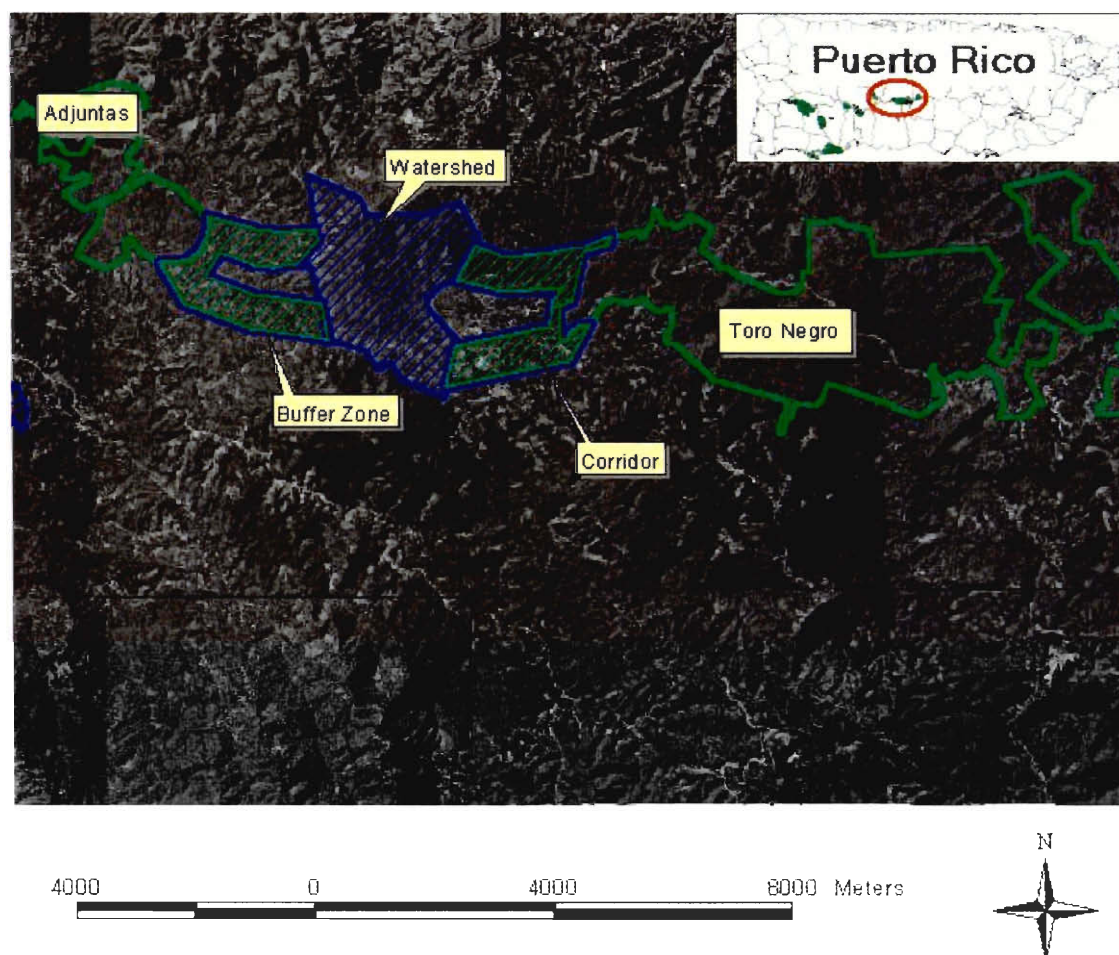 Puerto Rico
Adjuntas
Watershed
Toro Negro
Buffer Zone
Corridor
N
4000 0 4000 8000 Meters